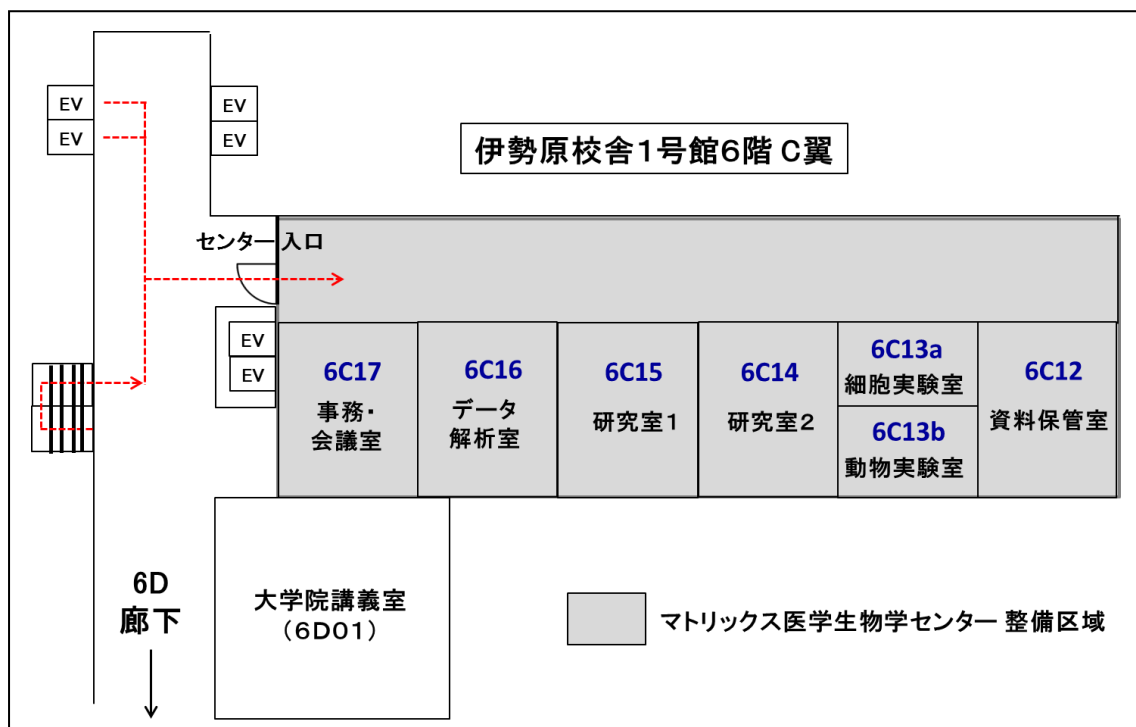 EV
EV
EV
EV
伊勢原校舎1号館6階 C翼
センター 入口
EV
EV
6C17
事務・
会議室
6C16
データ
解析室
6C15
研究室1
6C14
研究室2
6C13a
細胞実験室
6C13b
動物実験室
6C12
資料保管室
6D
廊下
大学院講義室
(6D01)
マトリックス医学生物学センター 整備区域